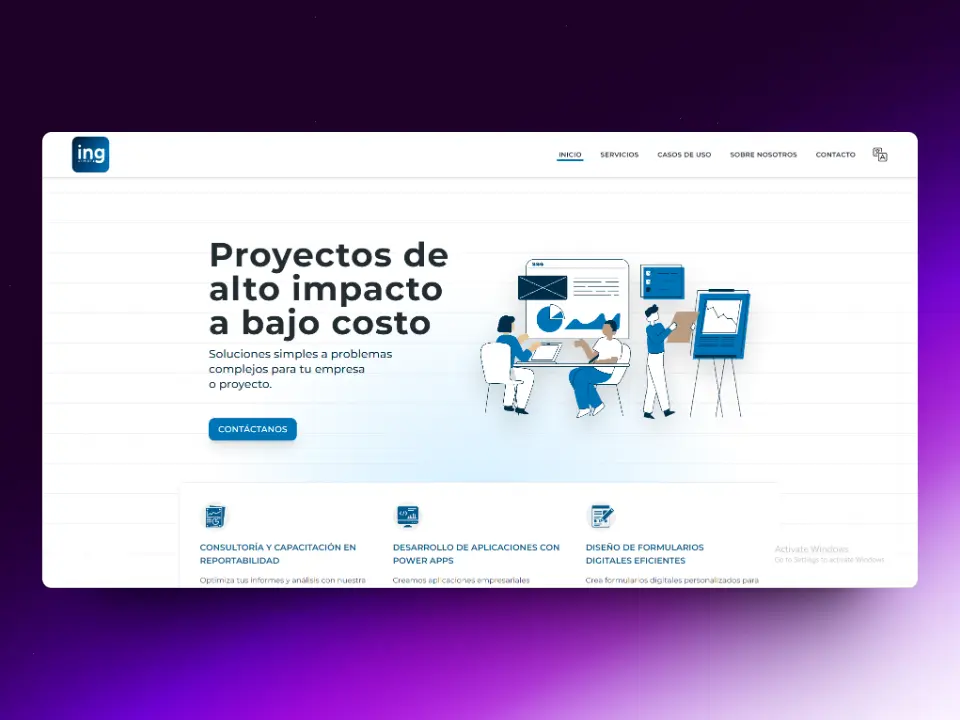 ing
INICIO
SERVICIOS
CASOS DE USO
SOBRE NOSOTROS
CONTACTO
Proyectos de
alto impacto
a bajo costo
Soluciones simples a problemas
complejos para tu empresa
o proyecto.
CONTÁCTANOS
CONSULTORÍA Y CAPACITACIÓN EN
REPORTABILIDAD
Optimiza tus informes y análisis con nuestra
DESARROLLO DE APLICACIONES CON
POWER APPS
Creamos aplicaciones empresariales
DISEÑO DE FORMULARIOS
DIGITALES EFICIENTES
Crea formularios digitales personalizados para
Activate Windows
Go to Settings to activate Windows.